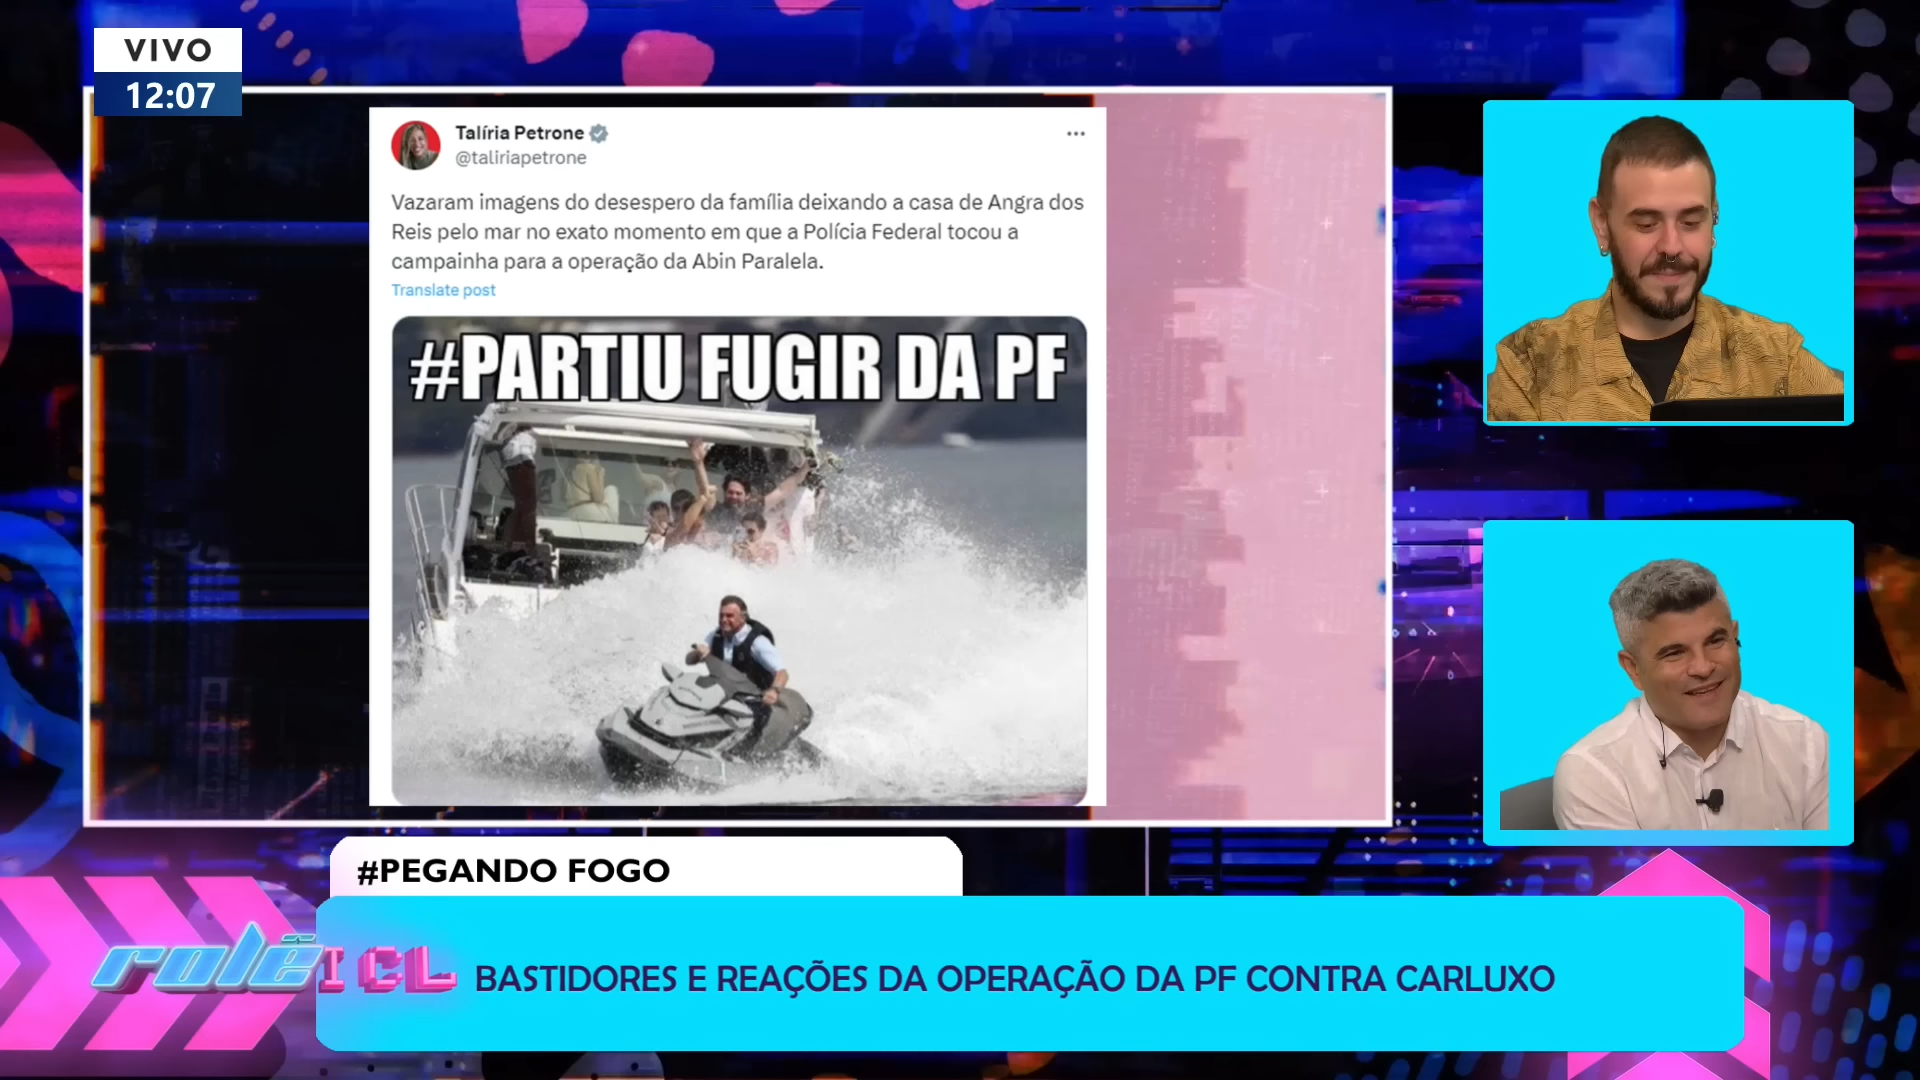 VIVO
12:07
Talíria Petrone
@taliriapetrone
Vazaram imagens do desespero da família deixando a casa de Angra dos
Reis pelo mar no exato momento em que a Polícia Federal tocou a
campainha para a operação da Abin Paralela.
Translate post
#PARTIU FUGIR DA PF
#PEGANDO FOGO
rolê ICL
BASTIDORES E REAÇÕES DA OPERAÇÃO DA PF CONTRA CARLUXO